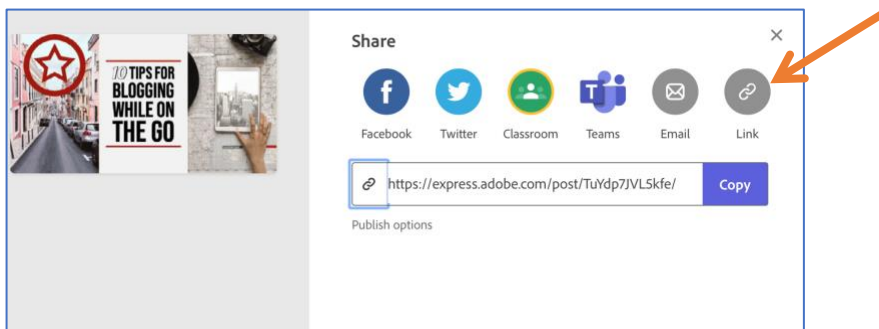 Share
10 TIPS FOR
BLOGGING
WHILE ON
THE GO
Facebook Twitter Classroom Teams Email Link
https://express.adobe.com/post/TuYdp7JVL5kfe/ Copy
Publish options